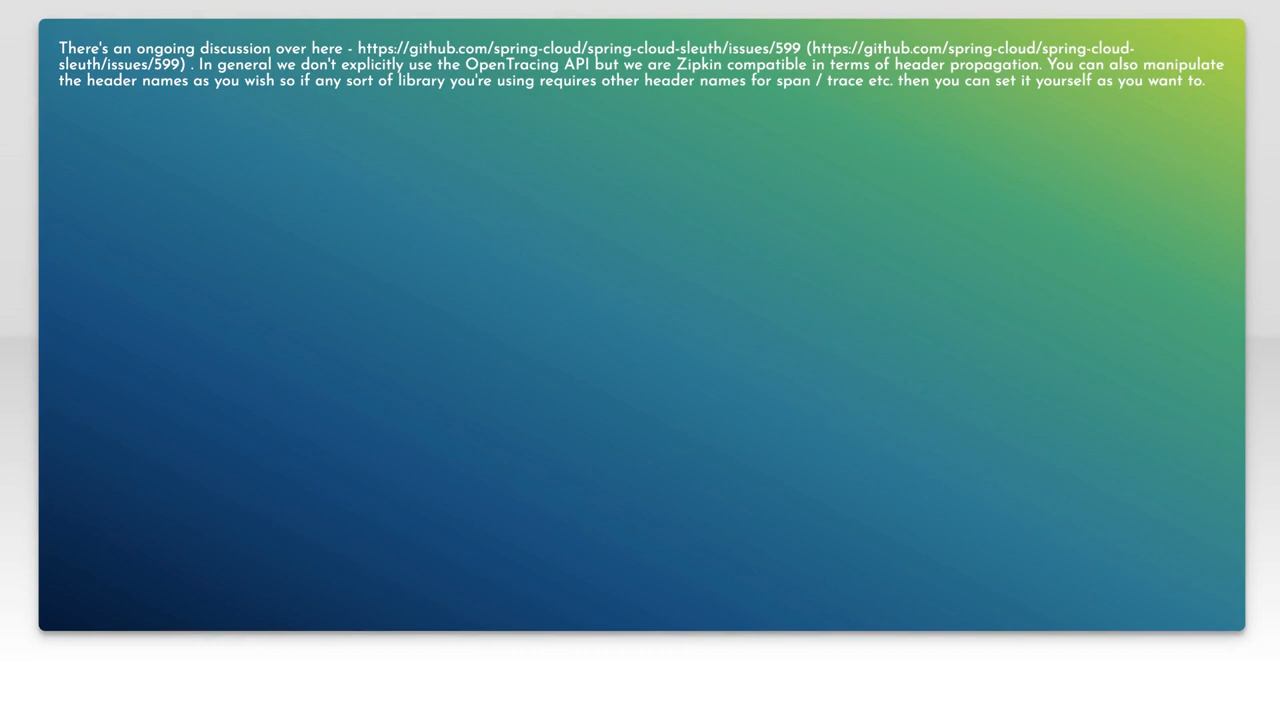 There's an ongoing discussion over here - https://github.com/spring-cloud/spring-cloud-sleuth/issues/599 (https://github.com/spring-cloud/spring-cloud-
sleuth/issues/599) . In general we don't explicitly use the OpenTracing API but we are Zipkin compatible in terms of header propagation. You can also manipulate
the header names as you wish so if any sort of library you're using requires other header names for span / trace etc. then you can set it yourself as you want to.